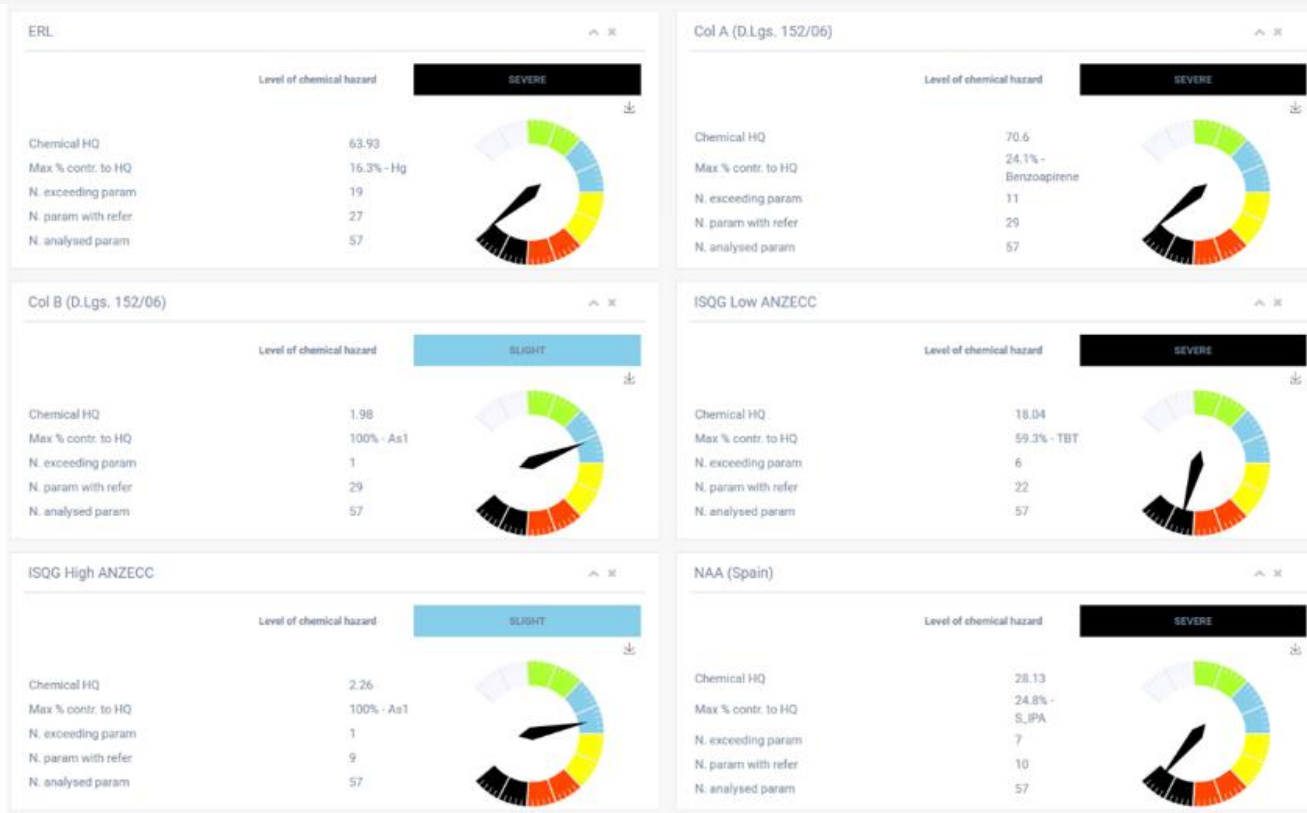 ERL
Level of chemical hazard SEVERE
Chemical HQ 63.93
Max % contr. to HQ 16.3% - Hg
N. exceeding param 19
N. param with refer 27
N. analysed param 57
Col A (D.Lgs. 152/06)
Level of chemical hazard SEVERE
Chemical HQ 70.6
Max % contr. to HQ 24.1% -
Benzoapirene
N. exceeding param 11
N. param with refer 29
N. analysed param 57
Col B (D.Lgs. 152/06)
Level of chemical hazard SLIGHT
Chemical HQ 1.98
Max % contr. to HQ 100% - As1
N. exceeding param 1
N. param with refer 29
N. analysed param 57
ISQG Low ANZECC
Level of chemical hazard SEVERE
Chemical HQ 18.04
Max % contr. to HQ 59.3% - TBT
N. exceeding param 6
N. param with refer 22
N. analysed param 57
ISQG High ANZECC
Level of chemical hazard SLIGHT
Chemical HQ 2.26
Max % contr. to HQ 100% - As1
N. exceeding param 1
N. param with refer 9
N. analysed param 57
NAA (Spain)
Level of chemical hazard SEVERE
Chemical HQ 28.13
Max % contr. to HQ 24.8% -
S_IPA
N. exceeding param 7
N. param with refer 10
N. analysed param 57